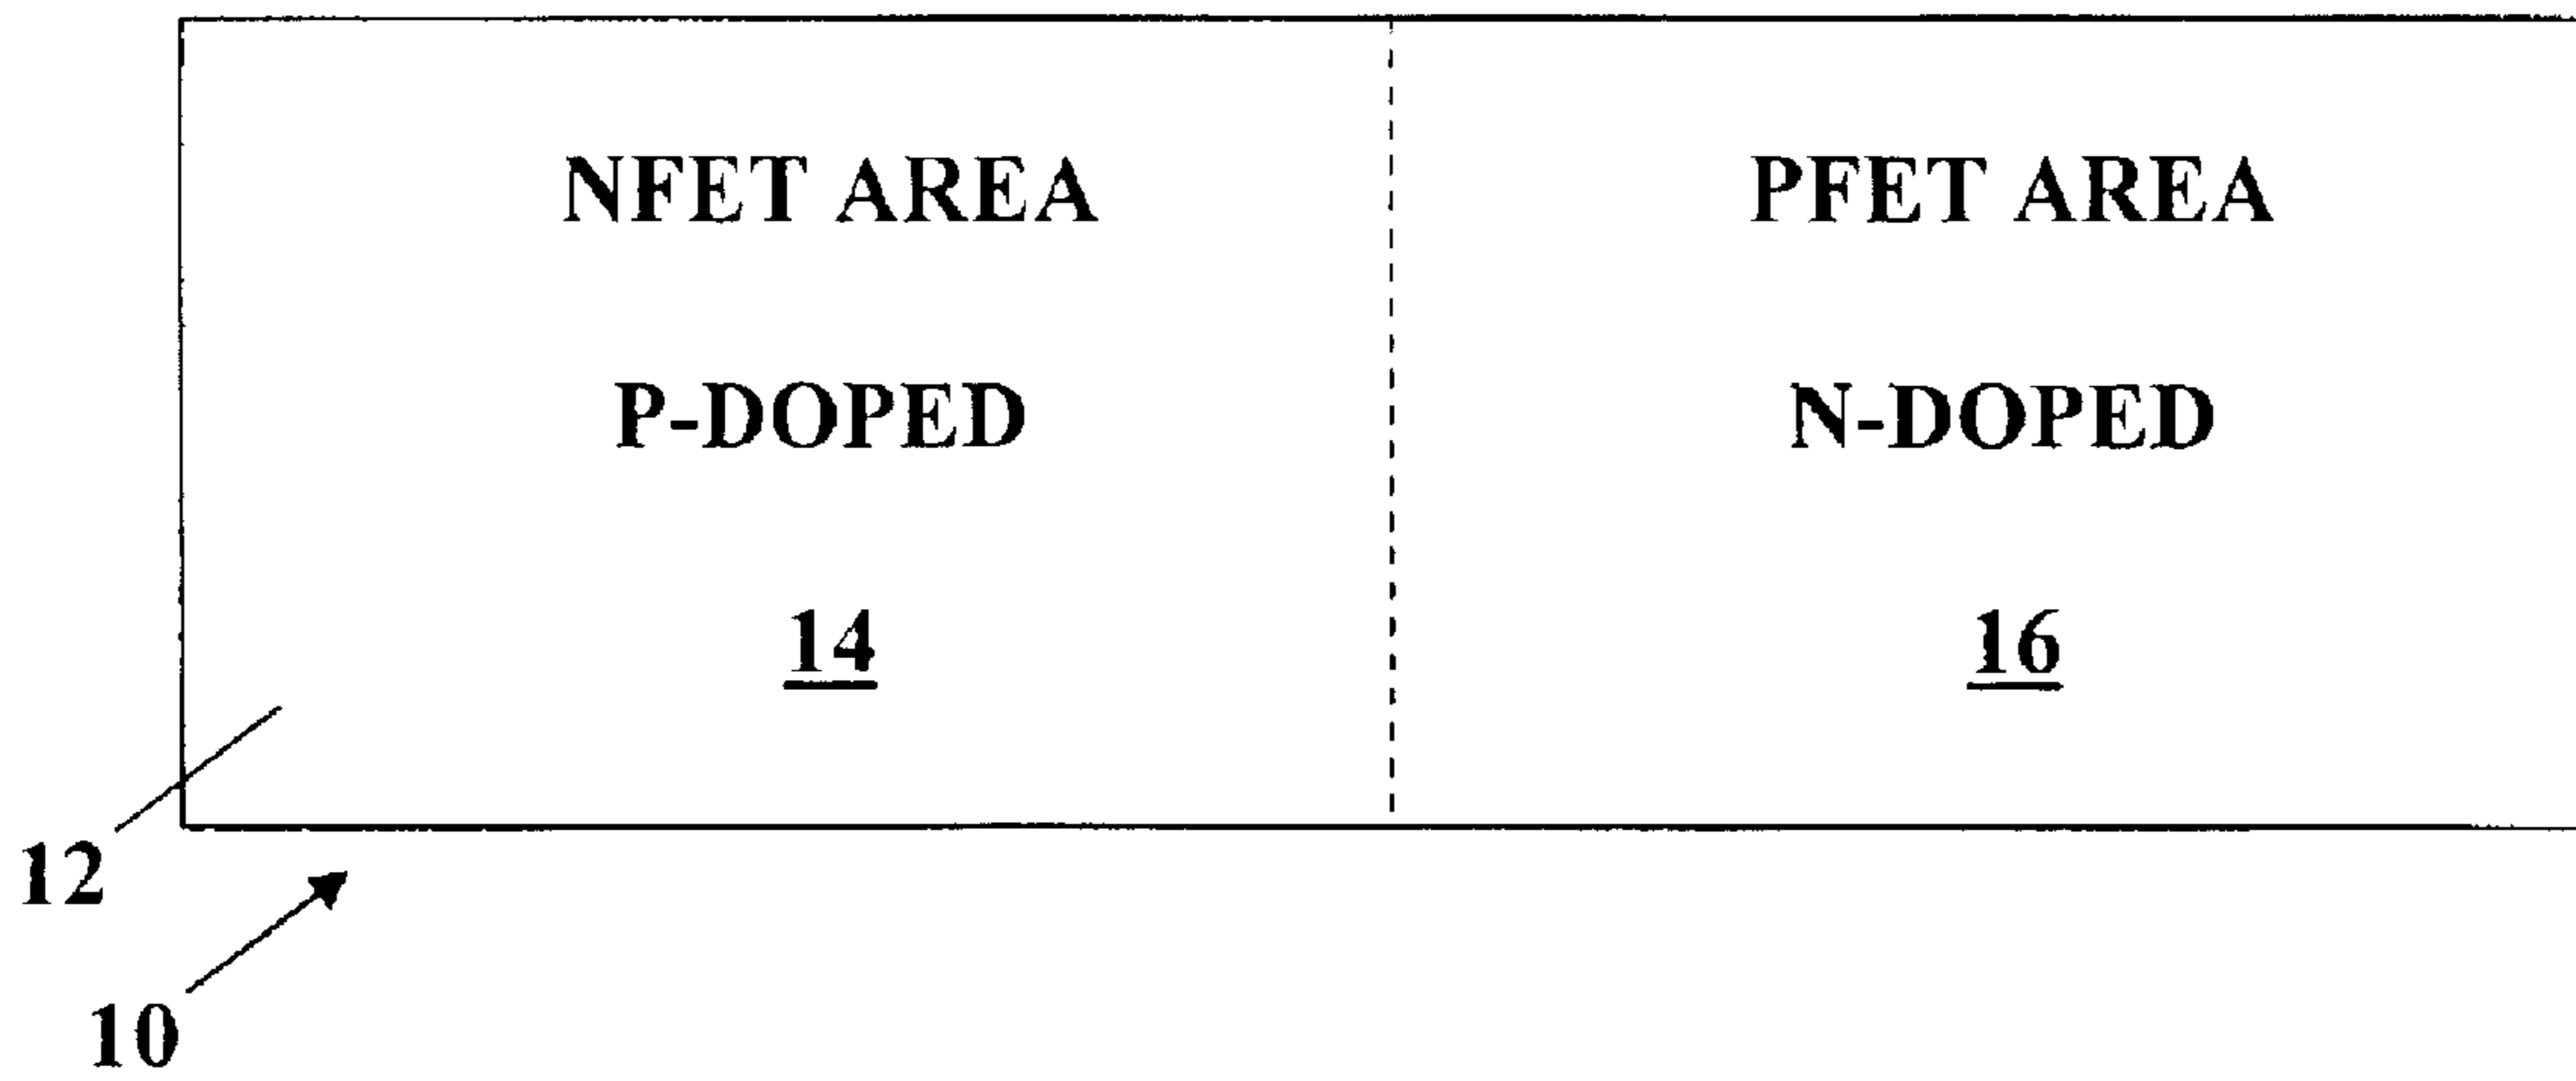 NFET AREA
PFET AREA
P-DOPED
N-DOPED
14
16
12
10